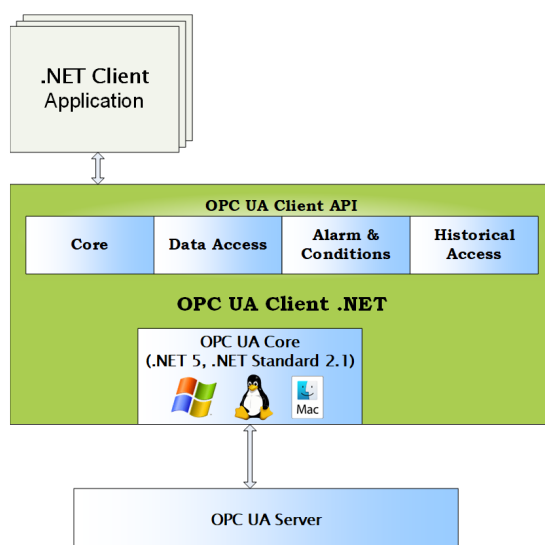 .NET Client
Application
OPC UA Client API
Core
Data Access
Alarm &
Conditions
Historical
Access
OPC UA Client .NET
OPC UA Core
(.NET 5, .NET Standard 2.1)
Mac
OPC UA Server